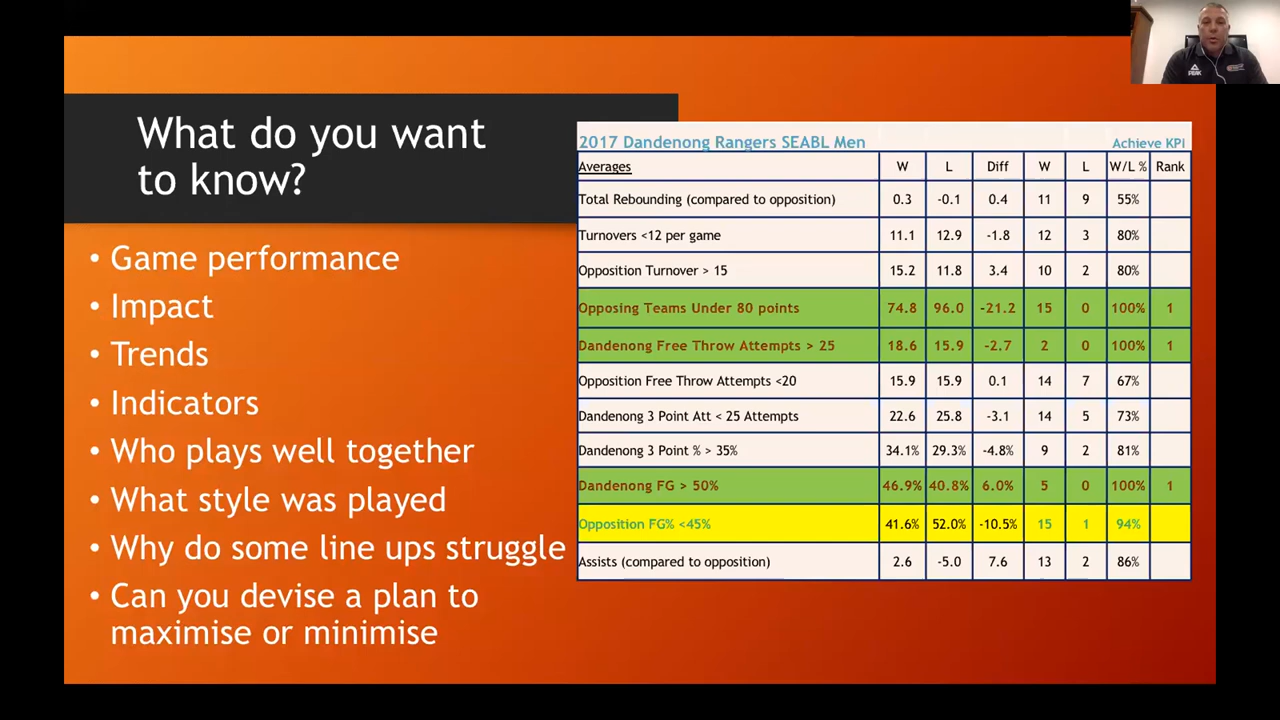 What do you want
to know?
• Game performance
• Impact
• Trends
• Indicators
• Who plays well together
• What style was played
• Why do some line ups struggle
• Can you devise a plan to
maximise or minimise
2017 Dandenong Rangers SEABL Men Achieve KPI
Averages W L Diff W L W/L % Rank
Total Rebounding (compared to opposition) 0.3 -0.1 0.4 11 9 55%
Turnovers <12 per game 11.1 12.9 -1.8 12 3 80%
Opposition Turnover > 15 15.2 11.8 3.4 10 2 80%
Opposing Teams Under 80 points 74.8 96.0 -21.2 15 0 100% 1
Dandenong Free Throw Attempts > 25 18.6 15.9 -2.7 2 0 100% 1
Opposition Free Throw Attempts <20 15.9 15.9 0.1 14 7 67%
Dandenong 3 Point Att < 25 Attempts 22.6 25.8 -3.1 14 5 73%
Dandenong 3 Point % > 35% 34.1% 29.3% -4.8% 9 2 81%
Dandenong FG > 50% 46.9% 40.8% 6.0% 5 0 100% 1
Opposition FG% <45% 41.6% 52.0% -10.5% 15 1 94%
Assists (compared to opposition) 2.6 -5.0 7.6 13 2 86%
PEAK